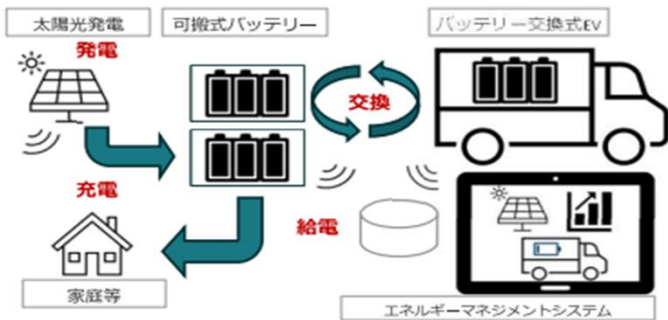 太陽光発電
可搬式バッテリー
バッテリー交換式EV
発電
交換
充電
給電
家庭等
エネルギーマネジメントシステム